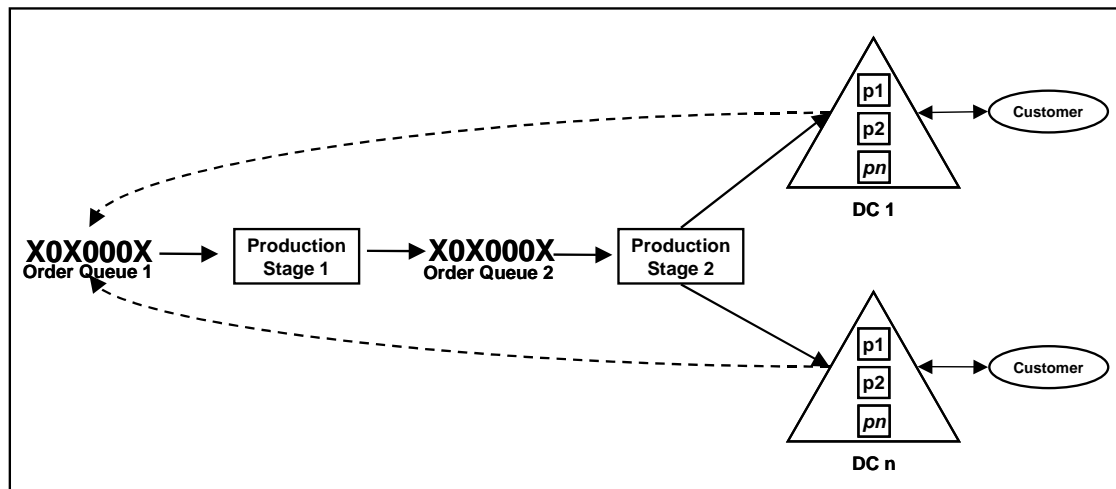 p1
p2
pn
DC 1
Customer
X0X000X
Order Queue 1
Production
Stage 1
X0X000X
Order Queue 2
Production
Stage 2
p1
p2
pn
DC n
Customer